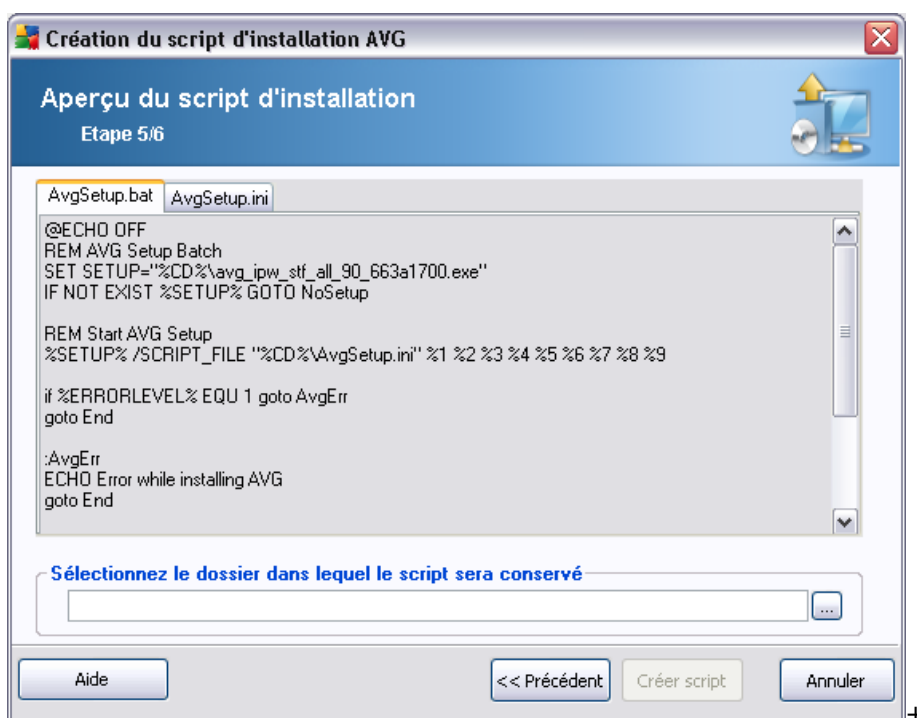 Création du script d'installation AVG
Aperçu du script d'installation
Etape 5/6
AvgSetup.bat AvgSetup.ini
@ECHO OFF
REM AVG Setup Batch
SET SETUP="%CD%\avg_ipw_stf_all_90_663a1700.exe"
IF NOT EXIST %SETUP% GOTO NoSetup
REM Start AVG Setup
%SETUP% /SCRIPT_FILE "%CD%\AvgSetup.ini" %1 %2 %3 %4 %5 %6 %7 %8 %9
if %ERRORLEVEL% EQU 1 goto AvgErr
goto End
:AvgErr
ECHO Error while installing AVG
goto End
Sélectionnez le dossier dans lequel le script sera conservé
...
Aide << Précédent Créer script Annuler